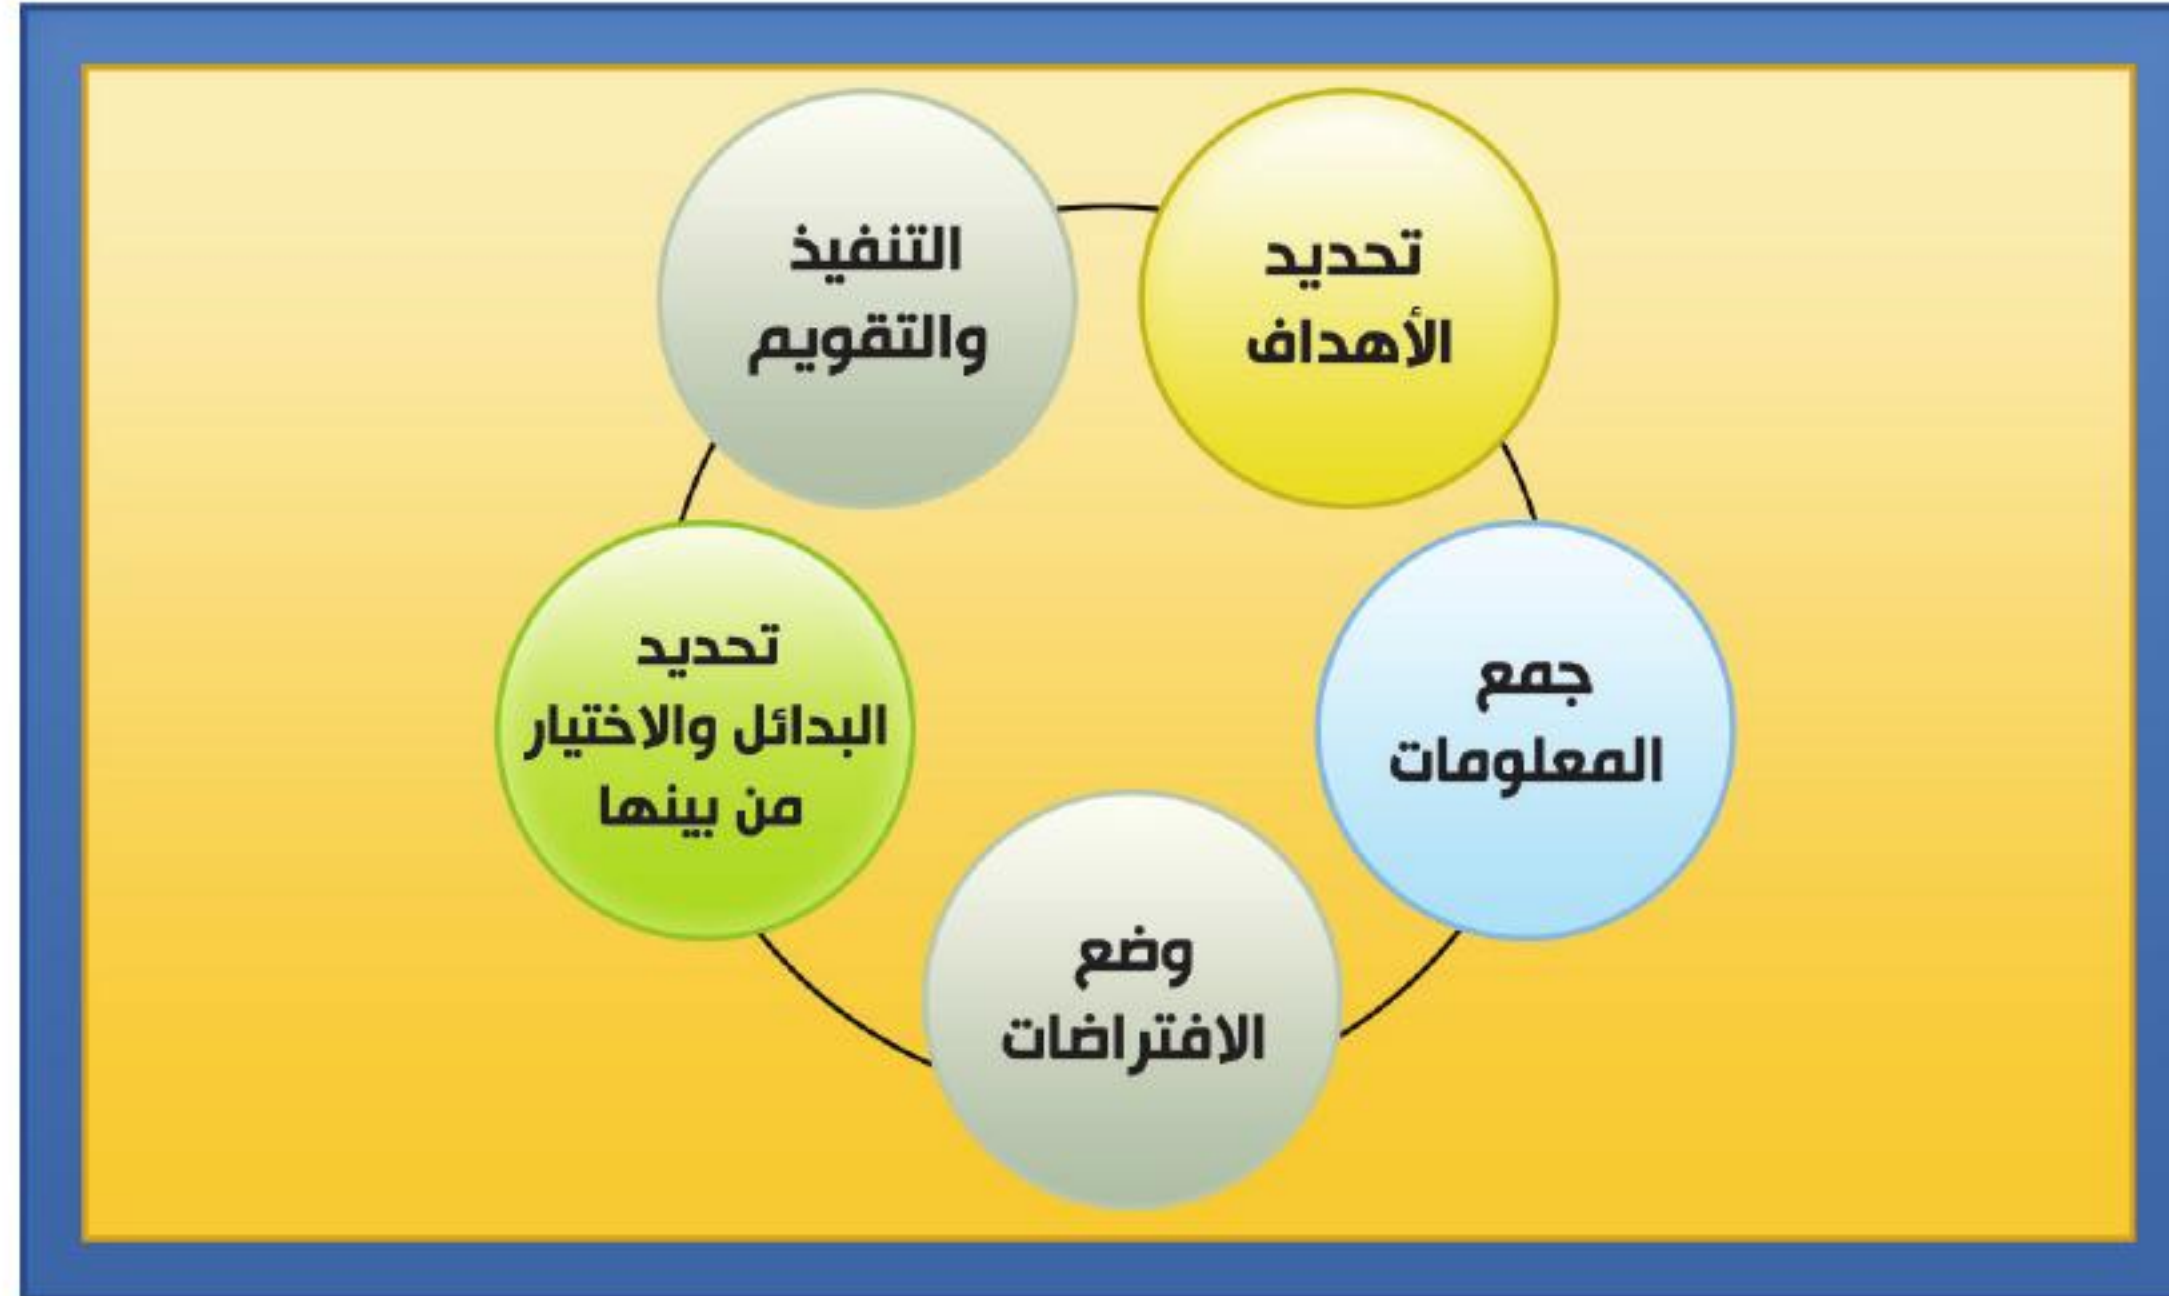 تحديد
الأهداف
جمع
المعلومات
وضع
الافتراضات
تحديد
البدائل والاختيار
من بينها
التنفيذ
والتقويم